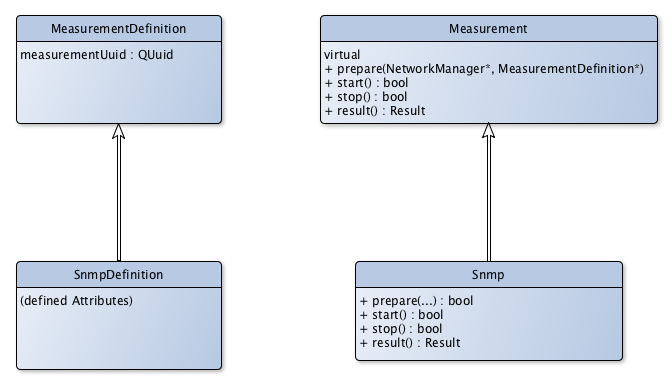 MeasurementDefinition
measurementUuid : QUuid
Measurement
virtual
+ prepare(NetworkManager*, MeasurementDefinition*)
+ start() : bool
+ stop() : bool
+ result() : Result
SnmpDefinition
(defined Attributes)
Snmp
+ prepare(...) : bool
+ start() : bool
+ stop() : bool
+ result() : Result